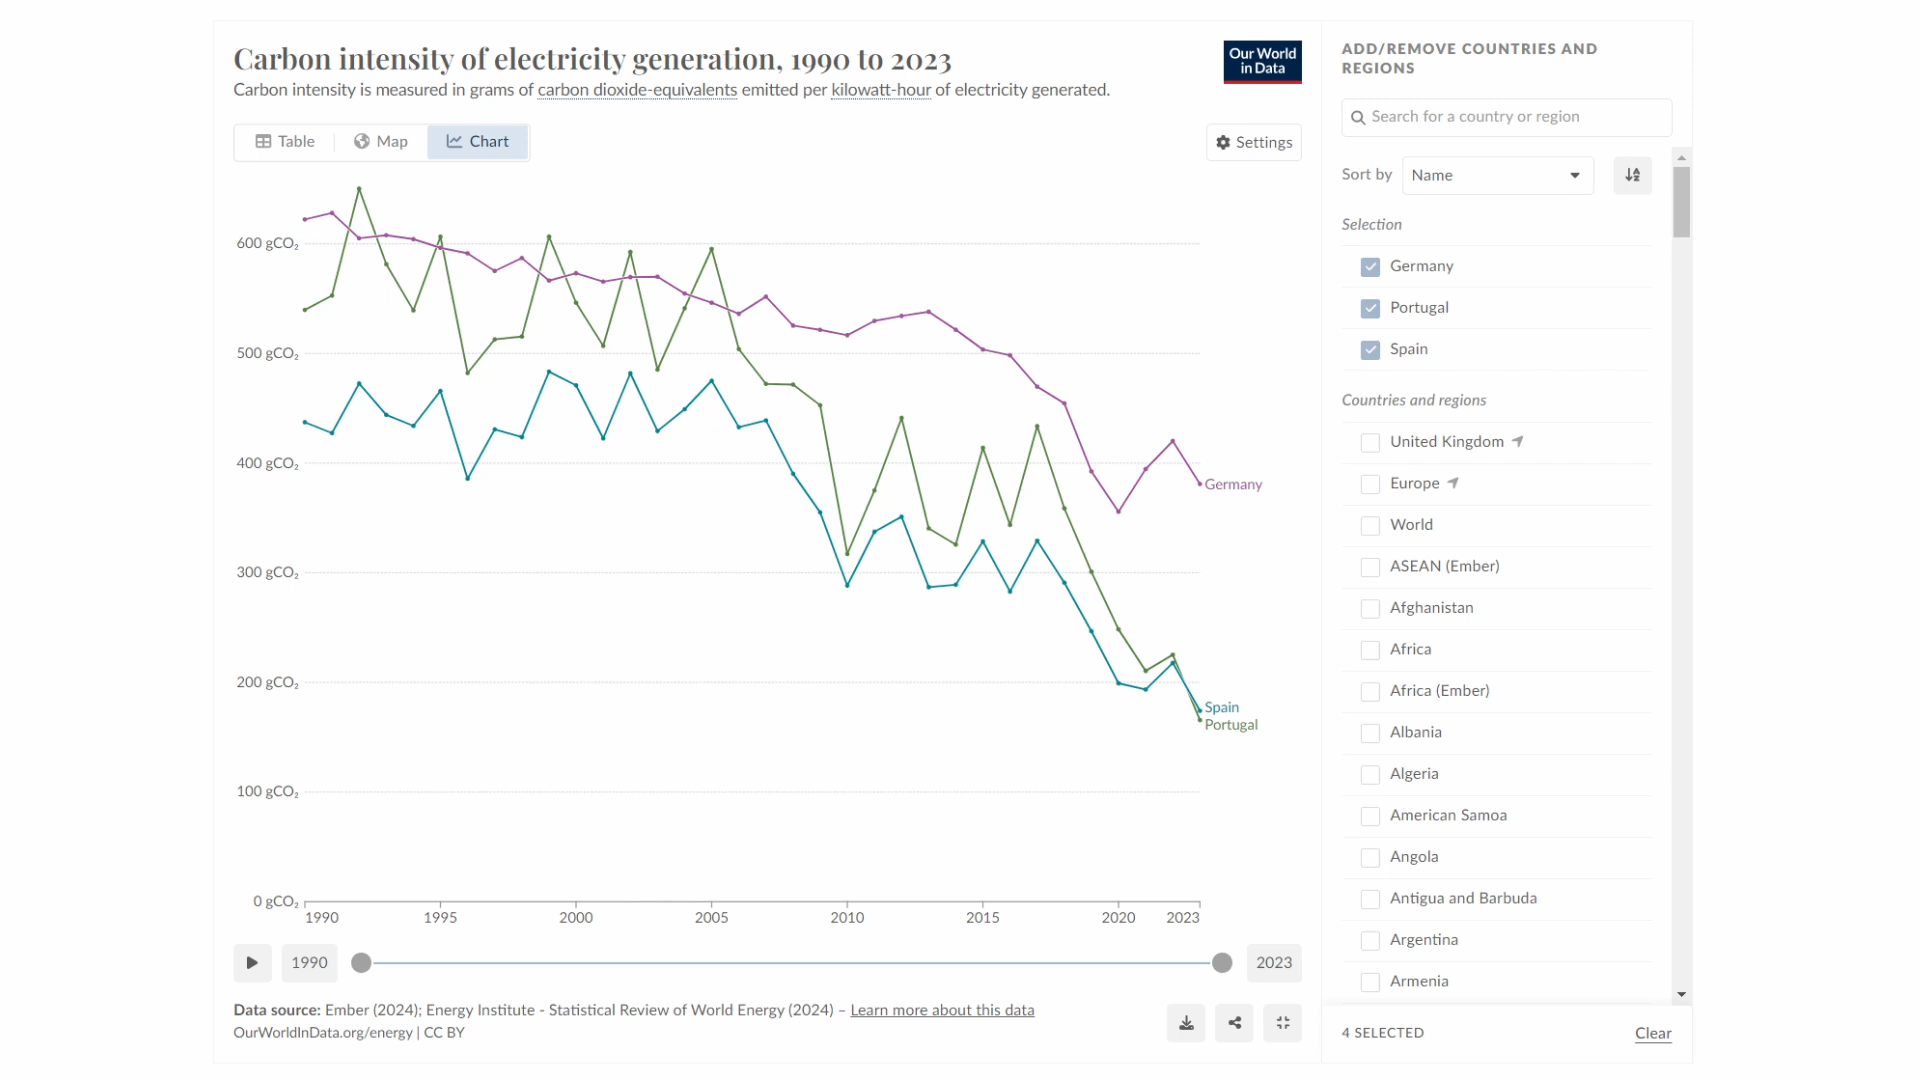 Carbon intensity of electricity generation, 1990 to 2023
Carbon intensity is measured in grams of carbon dioxide-equivalents emitted per kilowatt-hour of electricity generated.
Our World
in Data
Table
Map
Chart
Settings
600 gCO₂
500 gCO₂
400 gCO₂
300 gCO₂
200 gCO₂
100 gCO₂
0 gCO₂
Germany
Spain
Portugal
1990
1995
2000
2005
2010
2015
2020
2023
1990
2023
Data source: Ember (2024); Energy Institute - Statistical Review of World Energy (2024) – Learn more about this data
OurWorldInData.org/energy | CC BY
ADD/REMOVE COUNTRIES AND
REGIONS
Search for a country or region
Sort by
Name
Selection
Germany
Portugal
Spain
Countries and regions
United Kingdom
Europe
World
ASEAN (Ember)
Afghanistan
Africa
Africa (Ember)
Albania
Algeria
American Samoa
Angola
Antigua and Barbuda
Argentina
Armenia
4 SELECTED
Clear